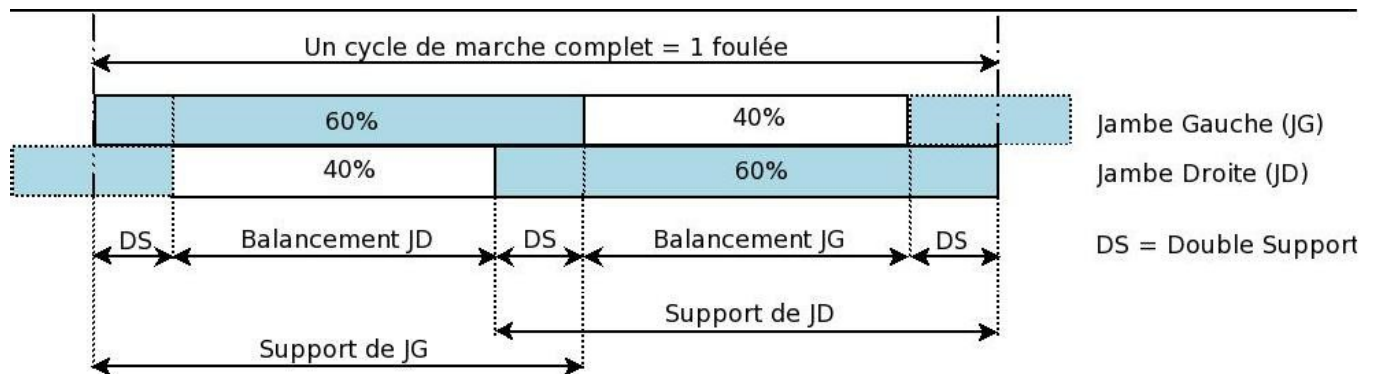 Un cycle de marche complet = 1 foulée
60%
40%
Jambe Gauche (JG)
40%
60%
Jambe Droite (JD)
DS
Balancement JD
DS
Balancement JG
DS
DS = Double Support
Support de JD
Support de JG